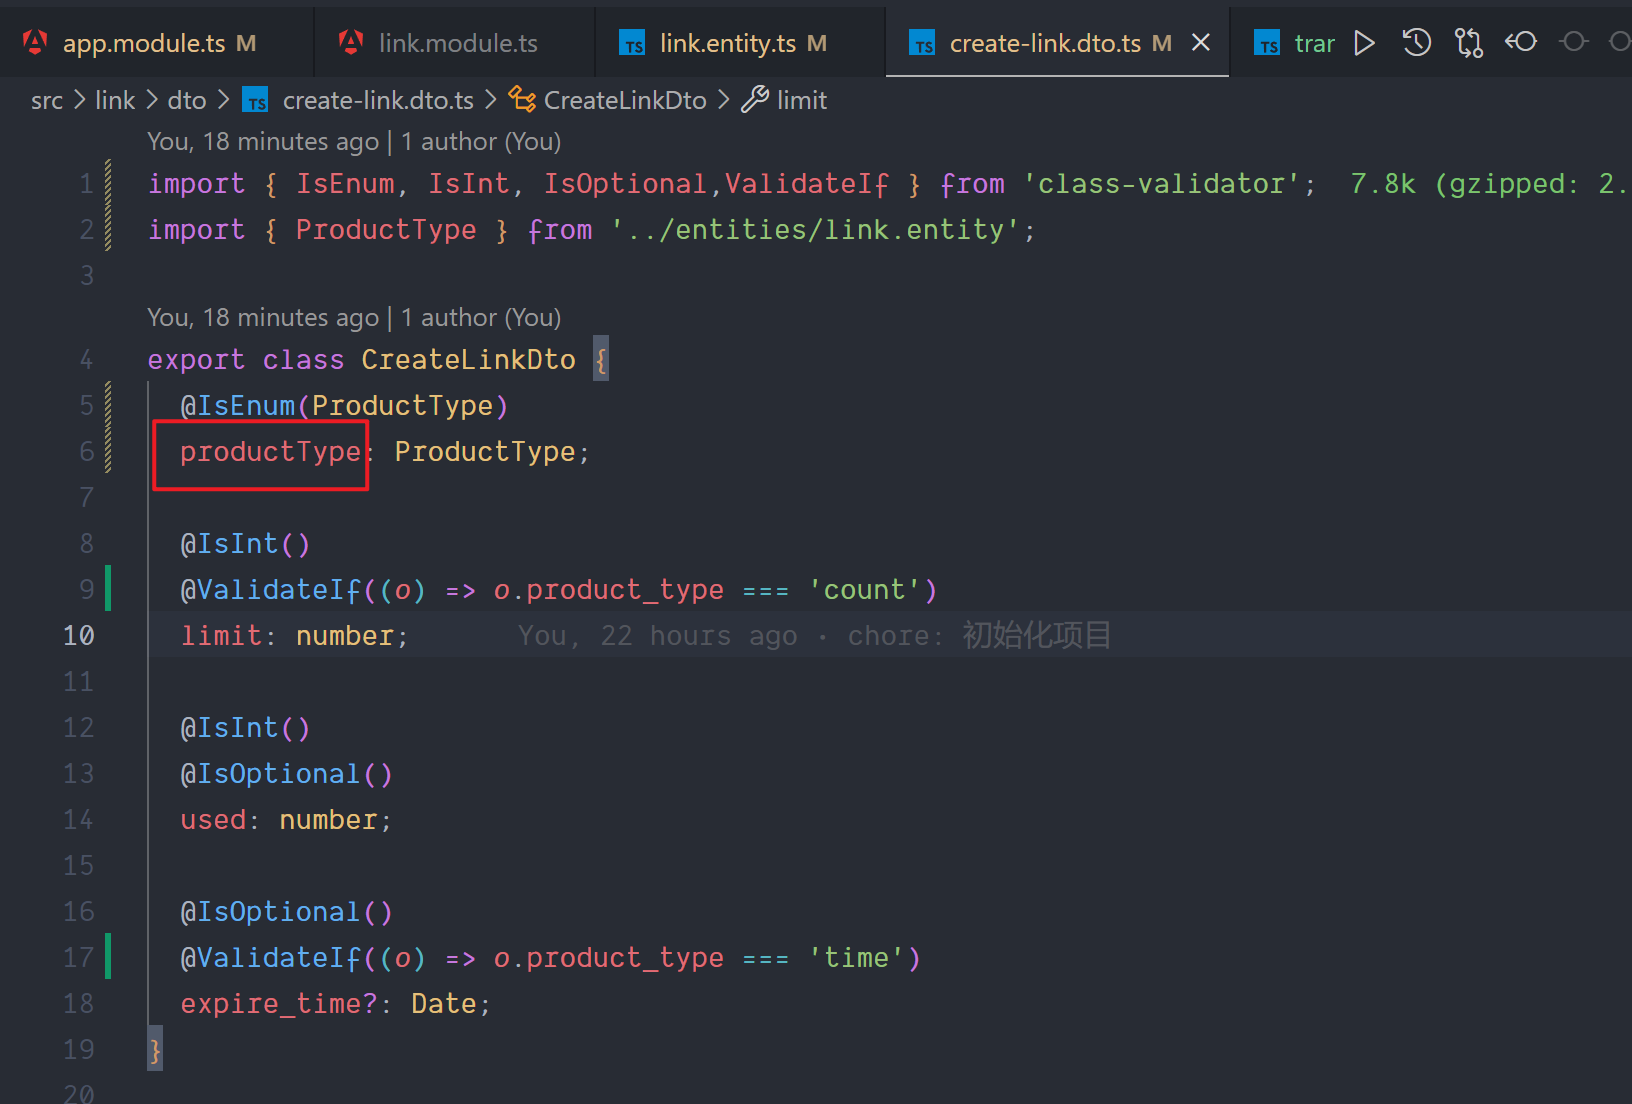 app.module.ts M link.module.ts TS link.entity.ts M TS create-link.dto.ts M TS trar
src > link > dto > TS create-link.dto.ts > CreateLinkDto > limit
You, 18 minutes ago | 1 author (You)
1 import { IsEnum, IsInt, IsOptional,ValidateIf } from 'class-validator'; 7.8k (gzipped: 2.
2 import { ProductType } from '../entities/link.entity';
3
You, 18 minutes ago | 1 author (You)
4 export class CreateLinkDto {
5 @IsEnum(ProductType)
6 productType: ProductType;
7
8 @IsInt()
9 @ValidateIf((o) => o.product_type === 'count')
10 limit: number; You, 22 hours ago · chore: 初始化项目
11
12 @IsInt()
13 @IsOptional()
14 used: number;
15
16 @IsOptional()
17 @ValidateIf((o) => o.product_type === 'time')
18 expire_time?: Date;
19 }
20